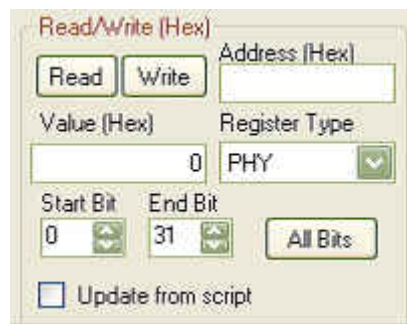 Read/Write (Hex)
Read Write Address (Hex)
Value (Hex) Register Type
0 PHY
Start Bit End Bit
0 31 All Bits
Update from script